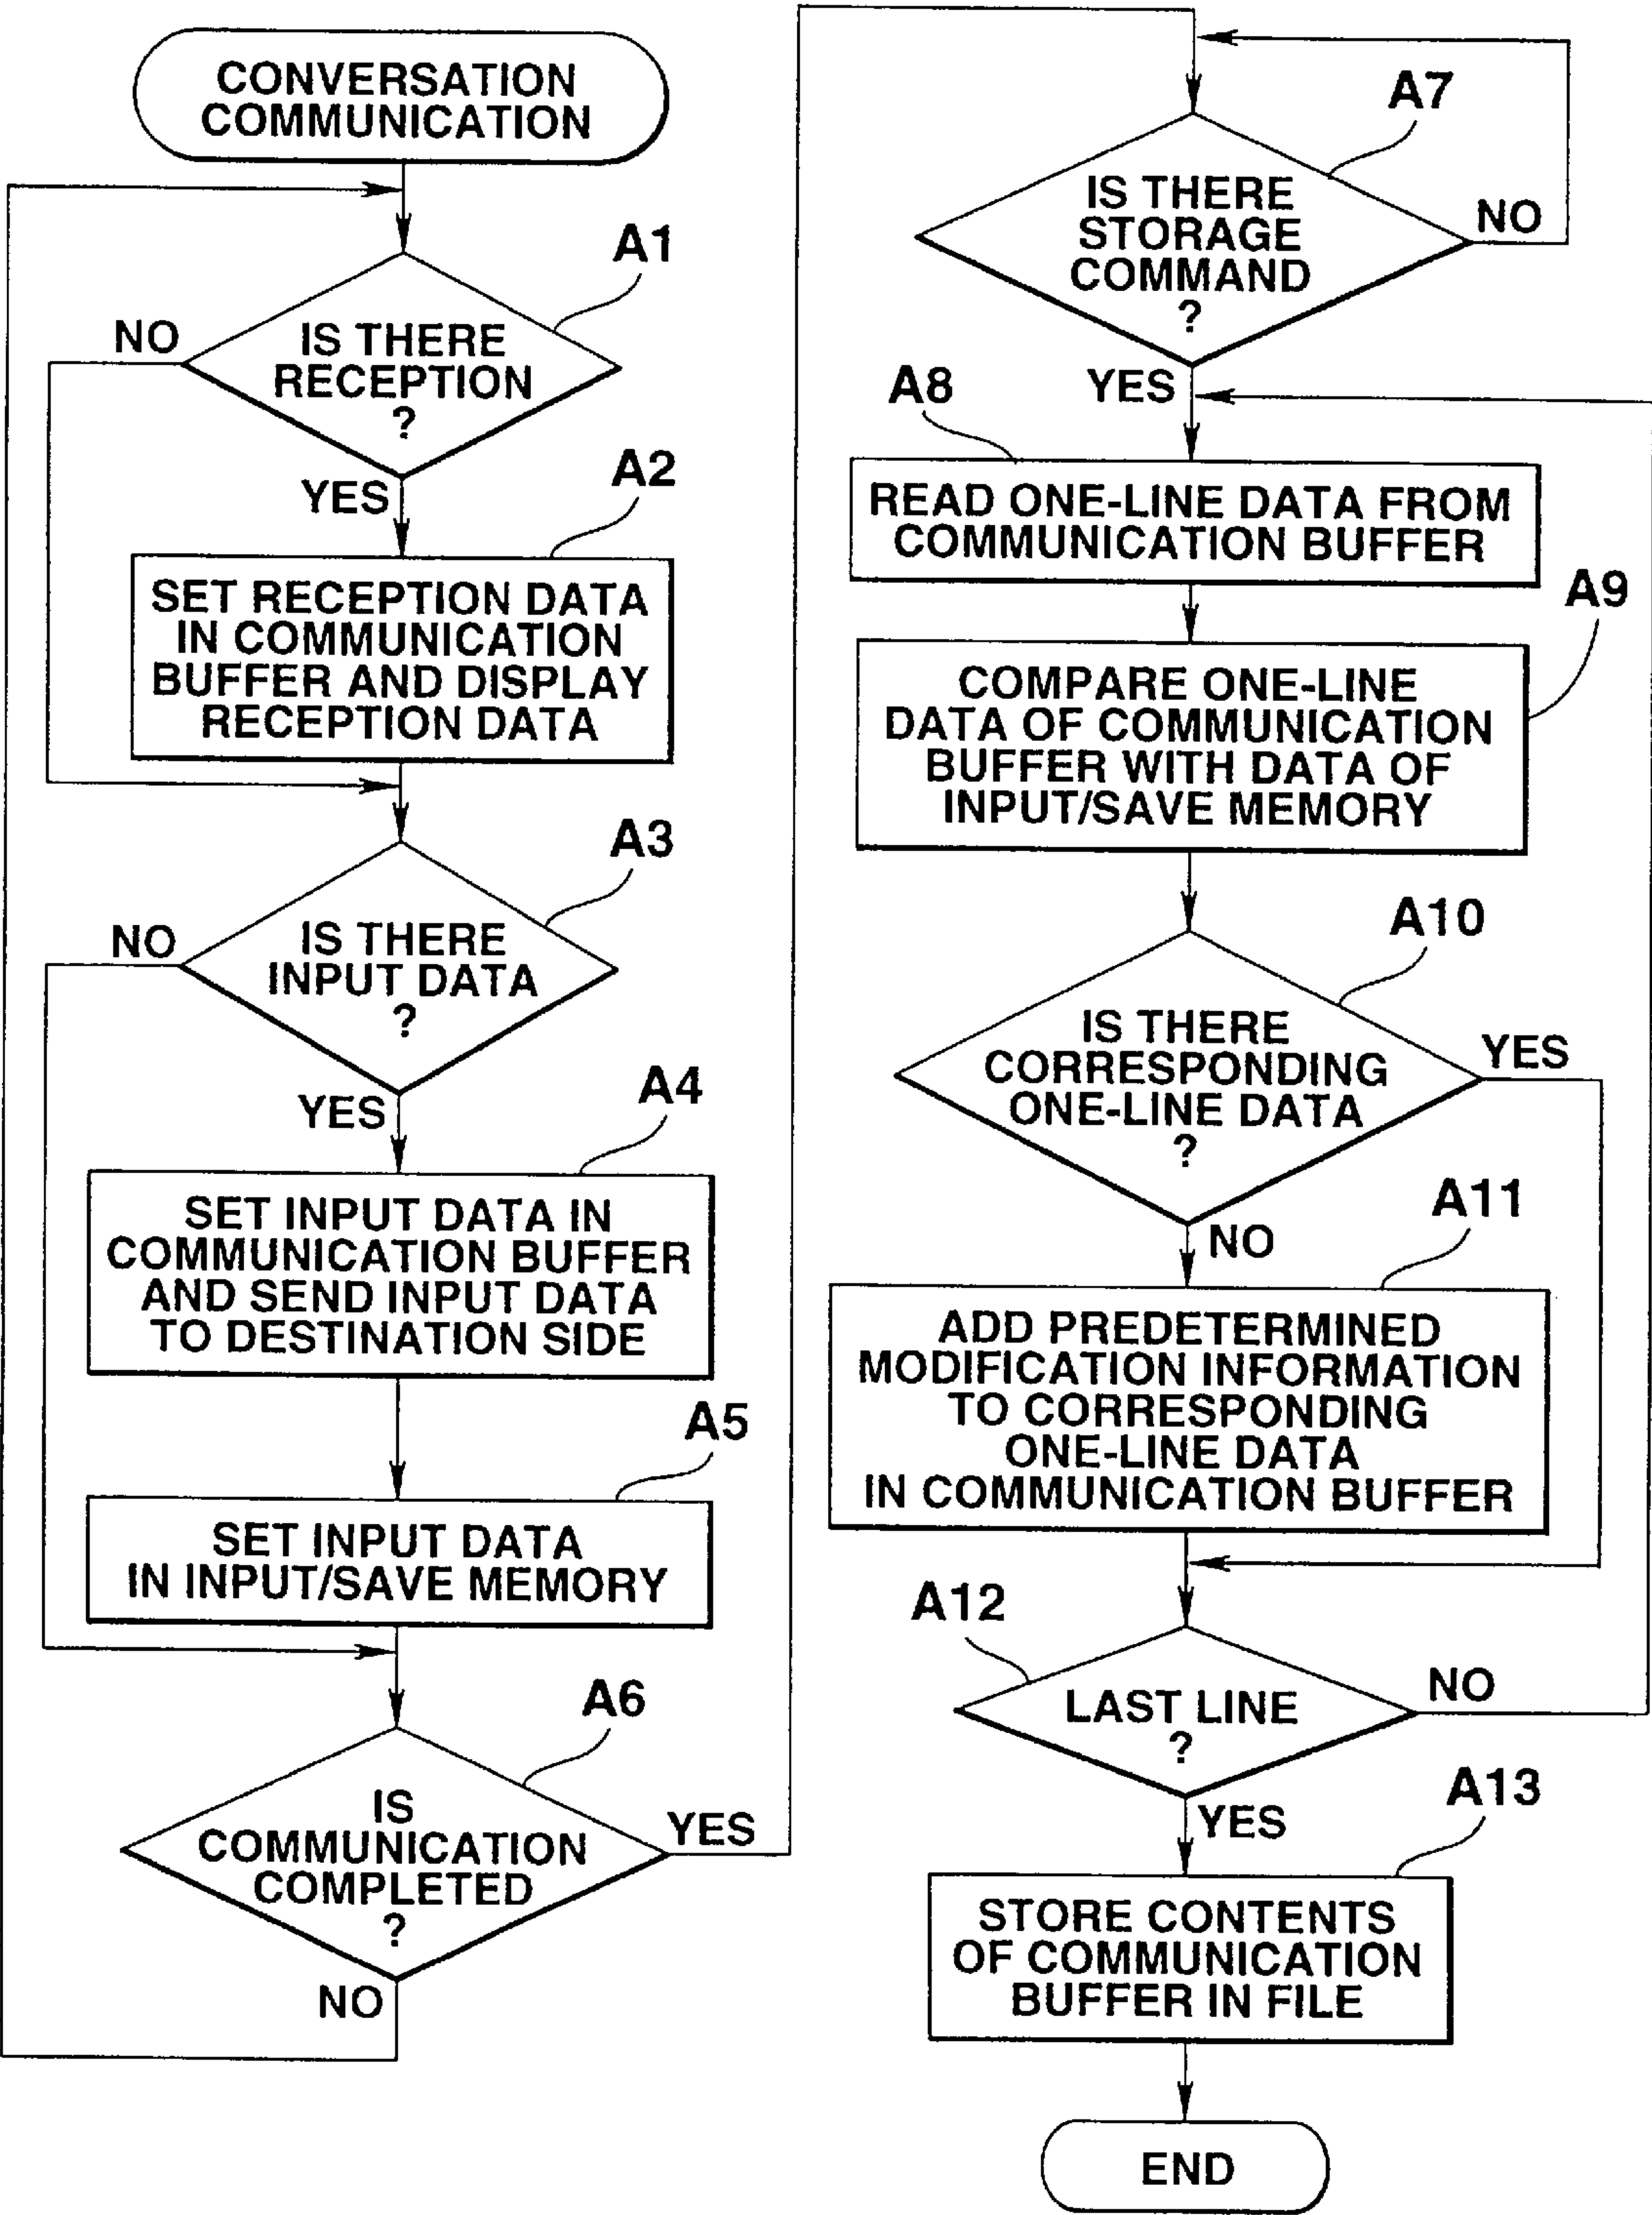 CONVERSATION
COMMUNICATION
A1
IS THERE
RECEPTION
?
NO
YES
A2
SET RECEPTION DATA
IN COMMUNICATION
BUFFER AND DISPLAY
RECEPTION DATA
A3
IS THERE
INPUT DATA
?
NO
YES
A4
SET INPUT DATA IN
COMMUNICATION BUFFER
AND SEND INPUT DATA
TO DESTINATION SIDE
A5
SET INPUT DATA
IN INPUT/SAVE MEMORY
A6
IS
COMMUNICATION
COMPLETED
?
YES
NO
A7
IS THERE
STORAGE
COMMAND
?
NO
YES
A8
READ ONE-LINE DATA FROM
COMMUNICATION BUFFER
A9
COMPARE ONE-LINE
DATA OF COMMUNICATION
BUFFER WITH DATA OF
INPUT/SAVE MEMORY
A10
IS THERE
CORRESPONDING
ONE-LINE DATA
?
YES
NO
A11
ADD PREDETERMINED
MODIFICATION INFORMATION
TO CORRESPONDING
ONE-LINE DATA
IN COMMUNICATION BUFFER
A12
LAST LINE
?
NO
YES
A13
STORE CONTENTS
OF COMMUNICATION
BUFFER IN FILE
END